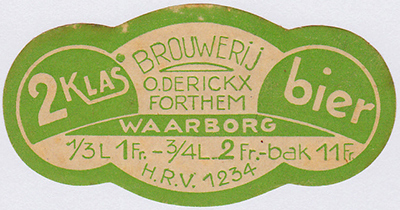 2 KLAS
BROUWERIJ
O. DERICKX
FORTHEM
bier
WAARBORG
1/3 L 1 Fr. – 3/4 L. 2 Fr. – bak 11 Fr.
H.R.V. 1234